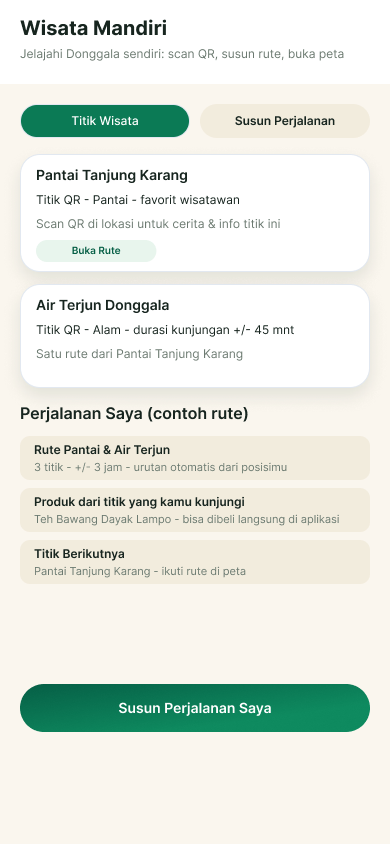 Wisata Mandiri
Jelajahi Donggala sendiri: scan QR, susun rute, buka peta
Titik Wisata
Susun Perjalanan
Pantai Tanjung Karang
Titik QR - Pantai - favorit wisatawan
Scan QR di lokasi untuk cerita & info titik ini
Buka Rute
Air Terjun Donggala
Titik QR - Alam - durasi kunjungan +/- 45 mnt
Satu rute dari Pantai Tanjung Karang
Perjalanan Saya (contoh rute)
Rute Pantai & Air Terjun
3 titik - +/- 3 jam - urutan otomatis dari posisimu
Produk dari titik yang kamu kunjungi
Teh Bawang Dayak Lampo - bisa dibeli langsung di aplikasi
Titik Berikutnya
Pantai Tanjung Karang - ikuti rute di peta
Susun Perjalanan Saya